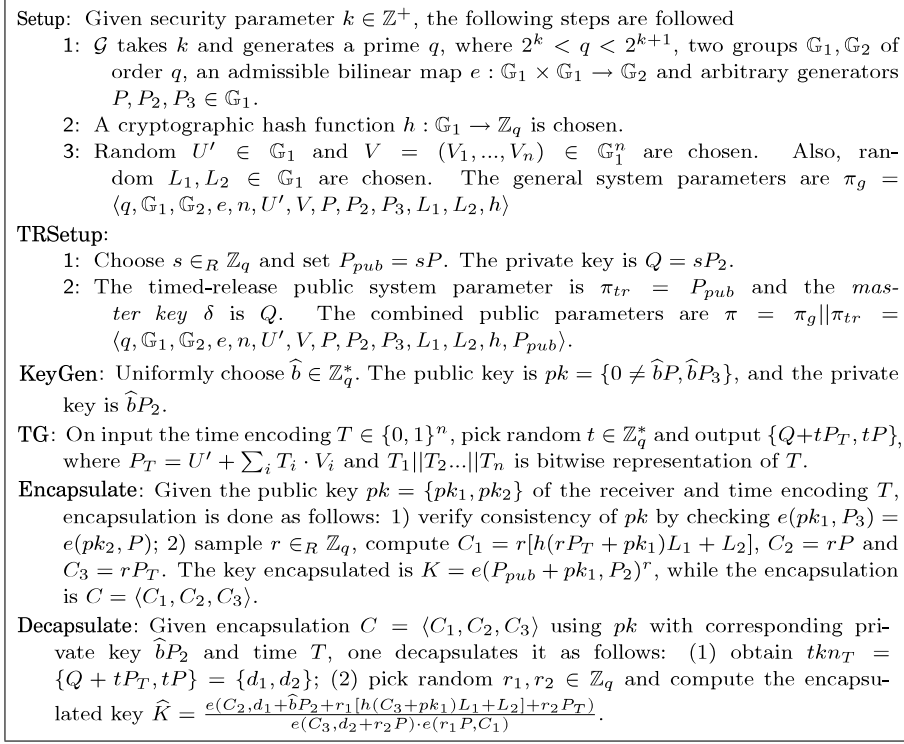 Setup: Given security parameter k ∈ ℤ⁺, the following steps are followed
1: 𝒢 takes k and generates a prime q, where 2^k < q < 2^{k+1}, two groups 𝔾₁, 𝔾₂ of
order q, an admissible bilinear map e : 𝔾₁ × 𝔾₁ → 𝔾₂ and arbitrary generators
P, P₂, P₃ ∈ 𝔾₁.
2: A cryptographic hash function h : 𝔾₁ → ℤ_q is chosen.
3: Random U′ ∈ 𝔾₁ and V = (V₁, ..., V_n) ∈ 𝔾₁^n are chosen. Also, ran-
dom L₁, L₂ ∈ 𝔾₁ are chosen. The general system parameters are π_g =
⟨q, 𝔾₁, 𝔾₂, e, n, U′, V, P, P₂, P₃, L₁, L₂, h⟩
TRSetup:
1: Choose s ∈_R ℤ_q and set P_{pub} = sP. The private key is Q = sP₂.
2: The timed-release public system parameter is π_{tr} = P_{pub} and the mas-
ter key δ is Q. The combined public parameters are π = π_g||π_{tr} =
⟨q, 𝔾₁, 𝔾₂, e, n, U′, V, P, P₂, P₃, L₁, L₂, h, P_{pub}⟩.
KeyGen: Uniformly choose b̂ ∈ ℤ_q^*. The public key is pk = {0 ≠ b̂P, b̂P₃}, and the private
key is b̂P₂.
TG: On input the time encoding T ∈ {0, 1}^n, pick random t ∈ ℤ_q^* and output {Q+tP_T, tP},
where P_T = U′ + ∑_i T_i · V_i and T₁||T₂...||T_n is bitwise representation of T.
Encapsulate: Given the public key pk = {pk₁, pk₂} of the receiver and time encoding T,
encapsulation is done as follows: 1) verify consistency of pk by checking e(pk₁, P₃) =
e(pk₂, P); 2) sample r ∈_R ℤ_q, compute C₁ = r[h(rP_T + pk₁)L₁ + L₂], C₂ = rP and
C₃ = rP_T. The key encapsulated is K = e(P_{pub} + pk₁, P₂)^r, while the encapsulation
is C = ⟨C₁, C₂, C₃⟩.
Decapsulate: Given encapsulation C = ⟨C₁, C₂, C₃⟩ using pk with corresponding pri-
vate key b̂P₂ and time T, one decapsulates it as follows: (1) obtain tkn_T =
{Q + tP_T, tP} = {d₁, d₂}; (2) pick random r₁, r₂ ∈ ℤ_q and compute the encapsu-
lated key K̂ = \frac{e(C₂, d₁+b̂P₂+r₁[h(C₃+pk₁)L₁+L₂]+r₂P_T)}{e(C₃, d₂+r₂P)·e(r₁P, C₁)}.